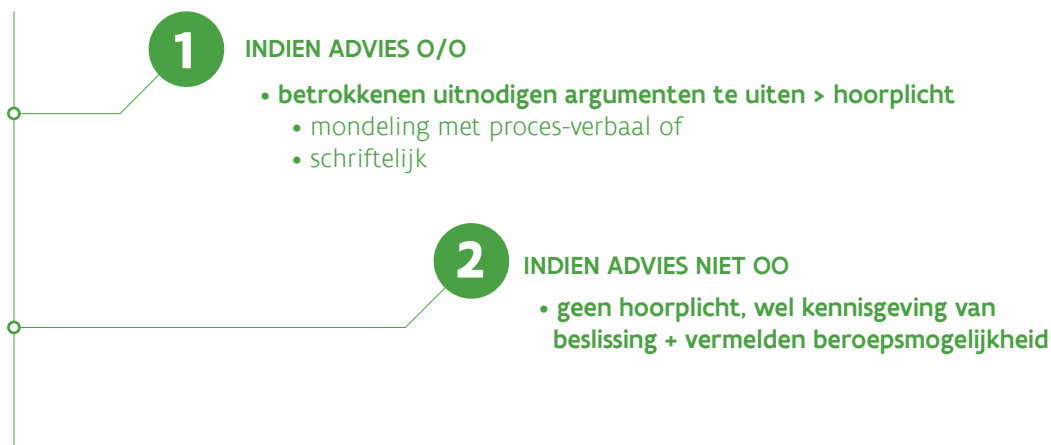 1
INDIEN ADVIES O/O
• betrokkenen uitnodigen argumenten te uiten > hoorplicht
• mondeling met proces-verbaal of
• schriftelijk
2
INDIEN ADVIES NIET OO
• geen hoorplicht, wel kennisgeving van
beslissing + vermelden beroepsmogelijkheid